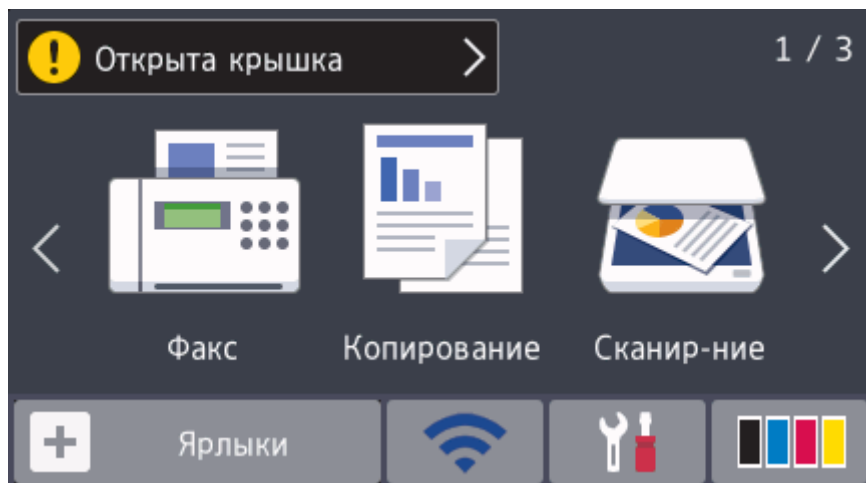 ! Открыта крышка
1 / 3
Факс
Копирование
Сканир-ние
Ярлыки